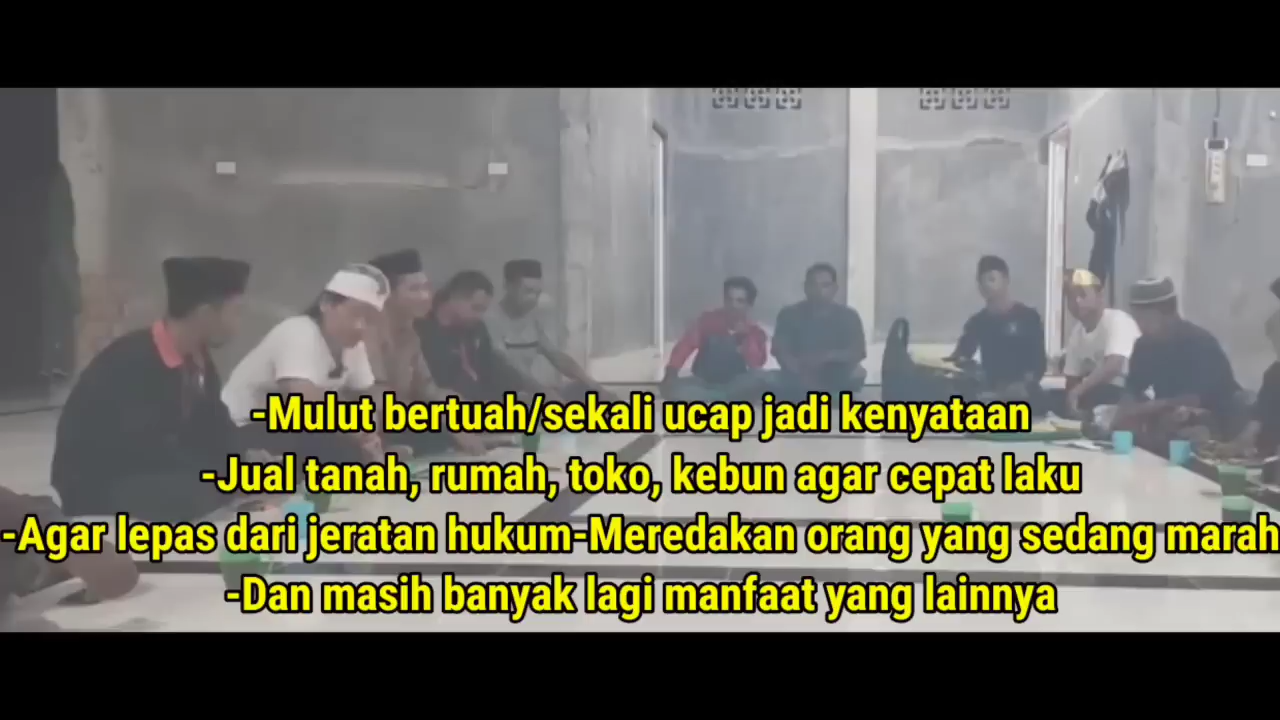 -Mulut bertuah/sekali ucap jadi kenyataan
-Jual tanah, rumah, toko, kebun agar cepat laku
-Agar lepas dari jeratan hukum-Meredakan orang yang sedang marah
-Dan masih banyak lagi manfaat yang lainnya